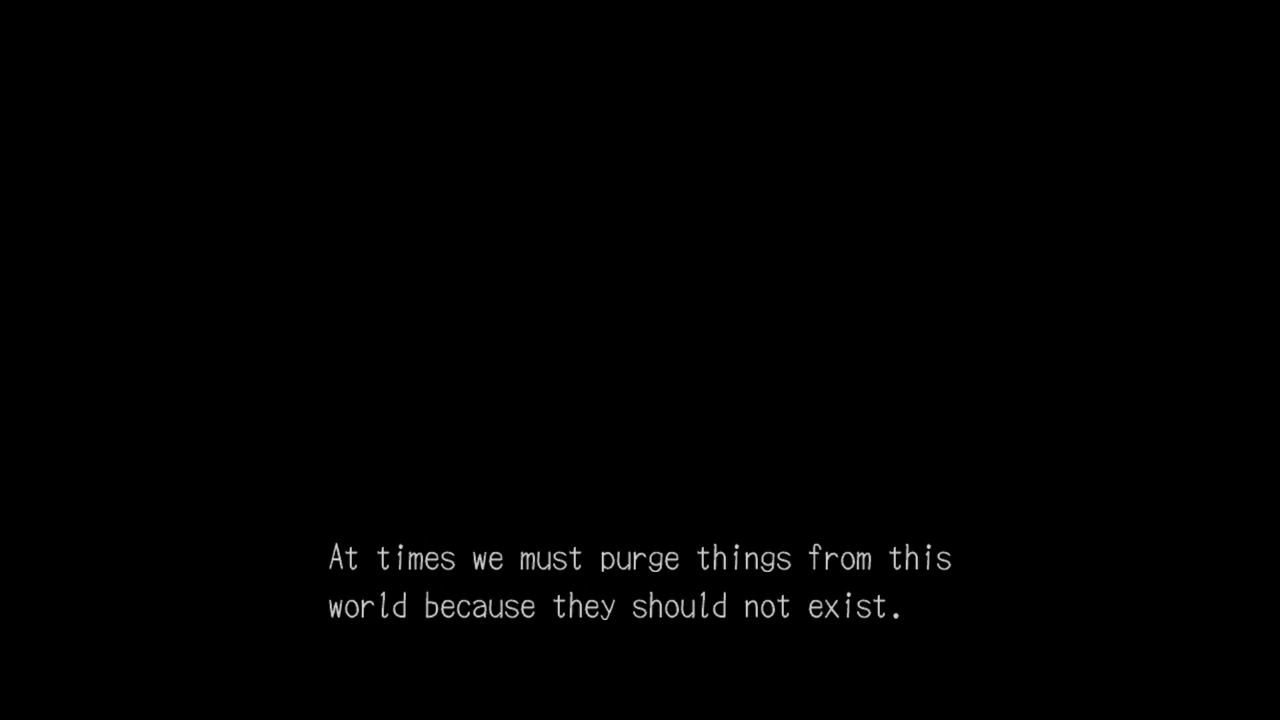 At times we must purge things from this
world because they should not exist.